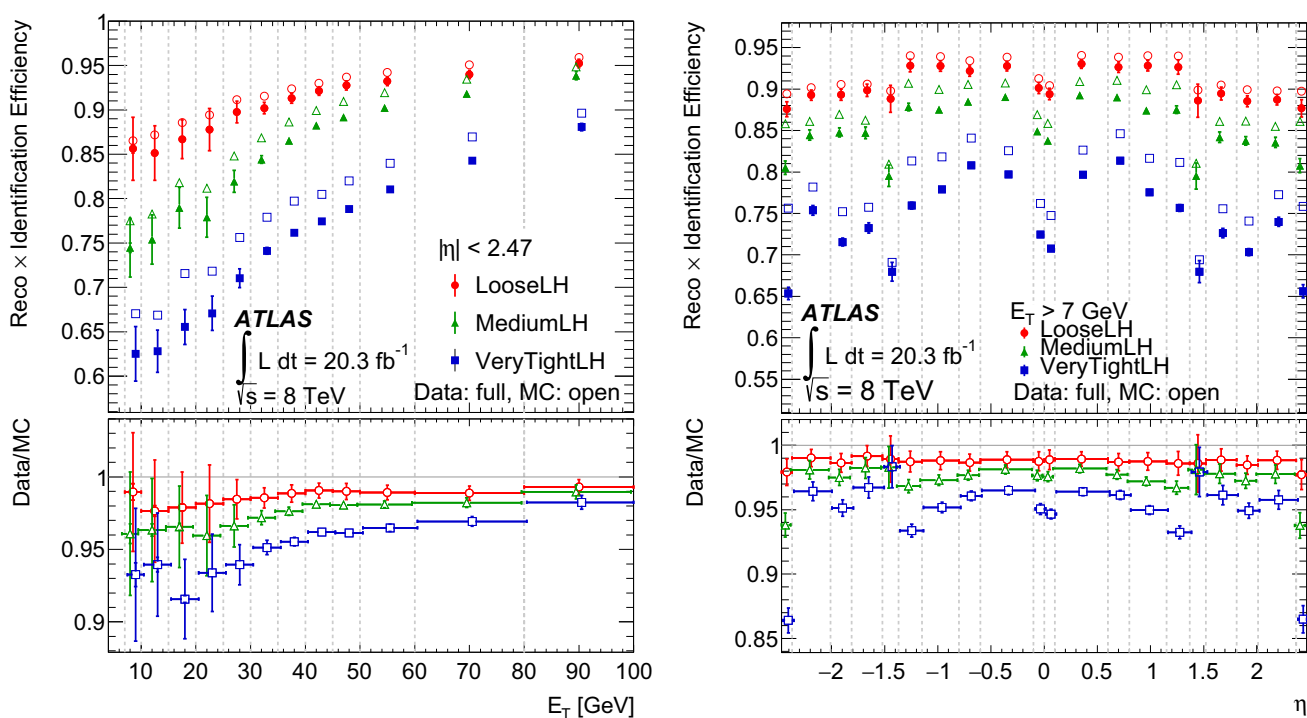 Reco × Identification Efficiency
0.95
0.9
0.85
0.8
0.75
0.7
0.65
0.6
|η| < 2.47
LooseLH
MediumLH
VeryTightLH
ATLAS
∫ L dt = 20.3 fb⁻¹
√s = 8 TeV
Data: full, MC: open
Data/MC
1
0.95
0.9
10 20 30 40 50 60 70 80 90 100
E_T [GeV]
Reco × Identification Efficiency
0.95
0.9
0.85
0.8
0.75
0.7
0.65
0.6
0.55
E_T > 7 GeV
LooseLH
MediumLH
VeryTightLH
ATLAS
∫ L dt = 20.3 fb⁻¹
√s = 8 TeV
Data: full, MC: open
Data/MC
1
0.95
0.9
0.85
−2 −1.5 −1 −0.5 0 0.5 1 1.5 2
η